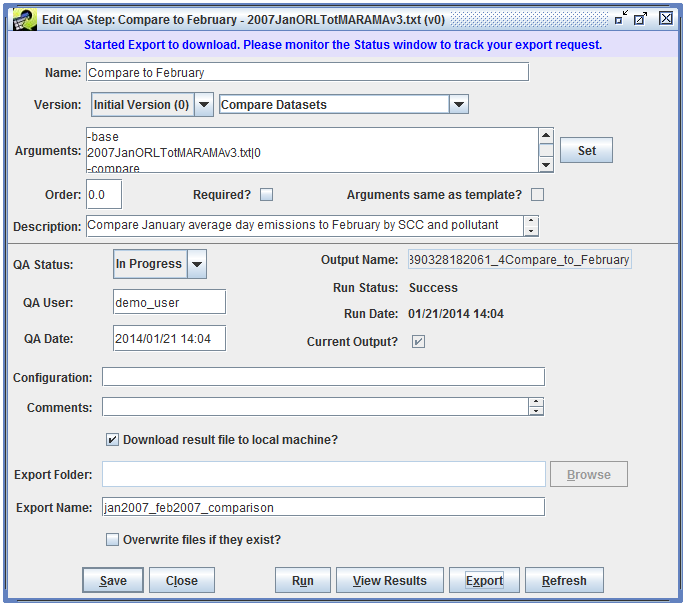 Edit QA Step: Compare to February - 2007JanORLTotMARAMAv3.txt (v0)
Started Export to download. Please monitor the Status window to track your export request.
Name: Compare to February
Version: Initial Version (0) Compare Datasets
Arguments: -base
2007JanORLTotMARAMAv3.txt|0
-compare
Set
Order: 0.0 Required? Arguments same as template?
Description: Compare January average day emissions to February by SCC and pollutant
QA Status: In Progress Output Name: 390328182061_4Compare_to_February
Run Status: Success
QA User: demo_user
Run Date: 01/21/2014 14:04
QA Date: 2014/01/21 14:04 Current Output?
Configuration:
Comments:
Download result file to local machine?
Export Folder: Browse
Export Name: jan2007_feb2007_comparison
Overwrite files if they exist?
Save Close Run View Results Export Refresh